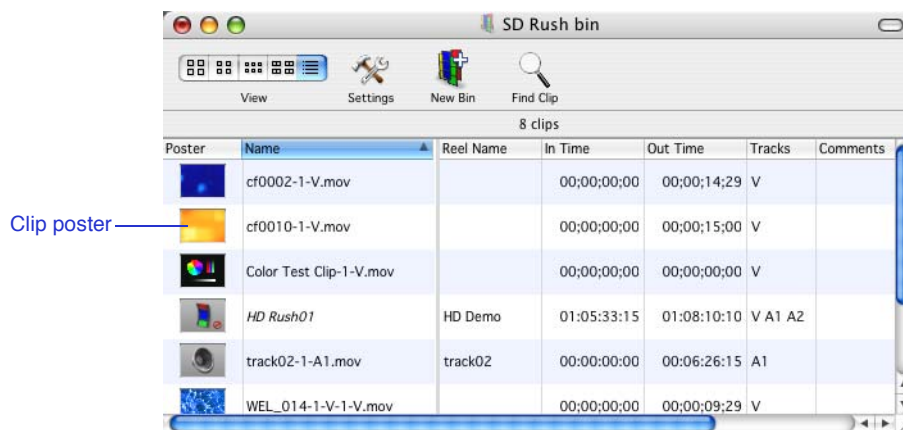 SD Rush bin
View Settings New Bin Find Clip
8 clips
Poster Name Reel Name In Time Out Time Tracks Comments
cf0002-1-V.mov 00;00;00;00 00;00;14;29 V
Clip poster cf0010-1-V.mov 00;00;00;00 00;00;15;00 V
Color Test Clip-1-V.mov 00;00;00;00 00;00;00;00 V
HD Rush01 HD Demo 01:05:33:15 01:08:10:10 V A1 A2
track02-1-A1.mov track02 00:00:00:00 00:06:26:15 A1
WEL_014-1-V-1-V.mov 00;00;00;00 00;00;09;29 V